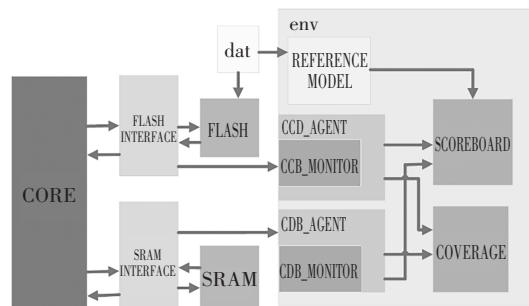 env
dat
REFERENCE
MODEL
FLASH
INTERFACE
FLASH
CCD_AGENT
CCB_MONITOR
SCOREBOARD
CORE
SRAM
INTERFACE
SRAM
CDB_AGENT
CDB_MONITOR
COVERAGE